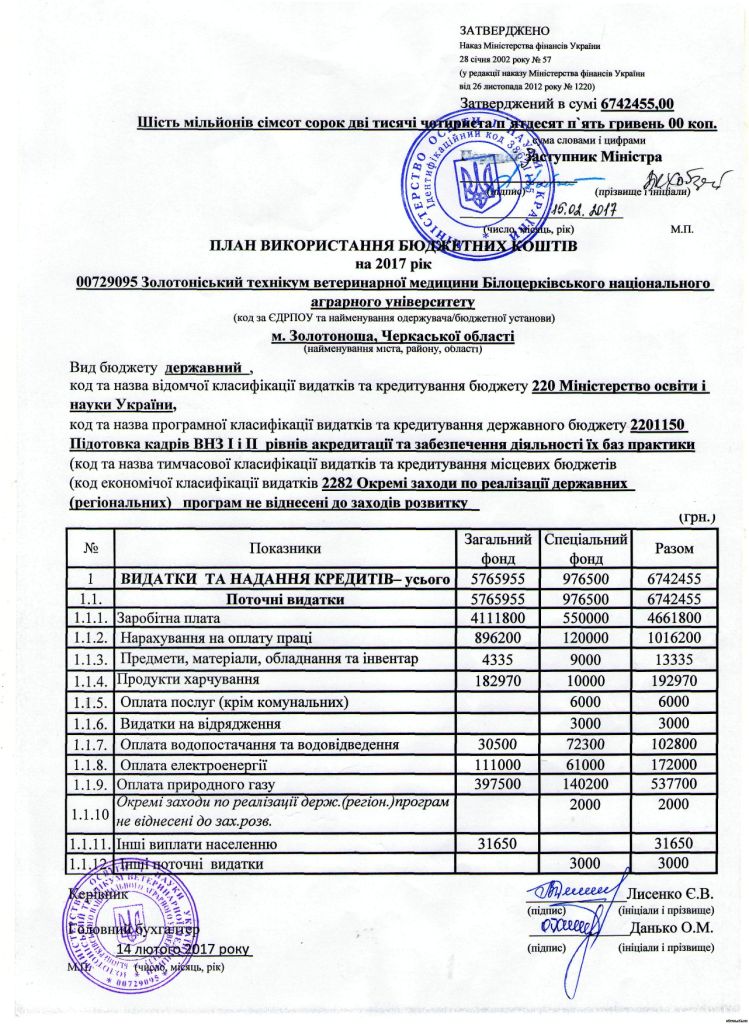 ЗАТВЕРДЖЕНО
Наказ Міністерства фінансів України
28 січня 2002 року № 57
(у редакції наказу Міністерства фінансів України
від 26 листопада 2012 року № 1220)
Затверджений в сумі 6742455,00
Шість мільйонів сімсот сорок дві тисячі чотириста п`ятдесят п`ять гривень 00 коп.
сума словами і цифрами
Заступник Міністра
(підпис) (прізвище і ініціали)
15.02. 2017
(число, місяць, рік) М.П.
ПЛАН ВИКОРИСТАННЯ БЮДЖЕТНИХ КОШТІВ
на 2017 рік
00729095 Золотоніський технікум ветеринарної медицини Білоцерківського національного
аграрного університету
(код за ЄДРПОУ та найменування одержувача/бюджетної установи)
м. Золотоноша, Черкаської області
(найменування міста, району, області)
Вид бюджету державний ,
код та назва відомчої класифікації видатків та кредитування бюджету 220 Міністерство освіти і
науки України,
код та назва програмної класифікації видатків та кредитування державного бюджету 2201150
Підотовка кадрів ВНЗ І і ІІ рівнів акредитації та забезпечення діяльності їх баз практики
(код та назва тимчасової класифікації видатків та кредитування місцевих бюджетів
(код економічної класифікації видатків 2282 Окремі заходи по реалізації державних
(регіональних) програм не віднесені до заходів розвитку
(грн.)
№ Показники Загальний фонд Спеціальний фонд Разом
1 ВИДАТКИ ТА НАДАННЯ КРЕДИТІВ– усього 5765955 976500 6742455
1.1. Поточні видатки 5765955 976500 6742455
1.1.1. Заробітна плата 4111800 550000 4661800
1.1.2. Нарахування на оплату праці 896200 120000 1016200
1.1.3. Предмети, матеріали, обладнання та інвентар 4335 9000 13335
1.1.4. Продукти харчування 182970 10000 192970
1.1.5. Оплата послуг (крім комунальних) 6000 6000
1.1.6. Видатки на відрядження 3000 3000
1.1.7. Оплата водопостачання та водовідведення 30500 72300 102800
1.1.8. Оплата електроенергії 111000 61000 172000
1.1.9. Оплата природного газу 397500 140200 537700
1.1.10 Окремі заходи по реалізації держ.(регіон.)програм 2000 2000
не віднесені до зах.розв.
1.1.11. Інші виплати населенню 31650 31650
1.1.12. Інші поточні видатки 3000 3000
Керівник Лисенко Є.В.
(підпис) (ініціали і прізвище)
Головний бухгалтер Данько О.М.
14 лютого 2017 року (підпис) (ініціали і прізвище)
М.П. (число, місяць, рік)